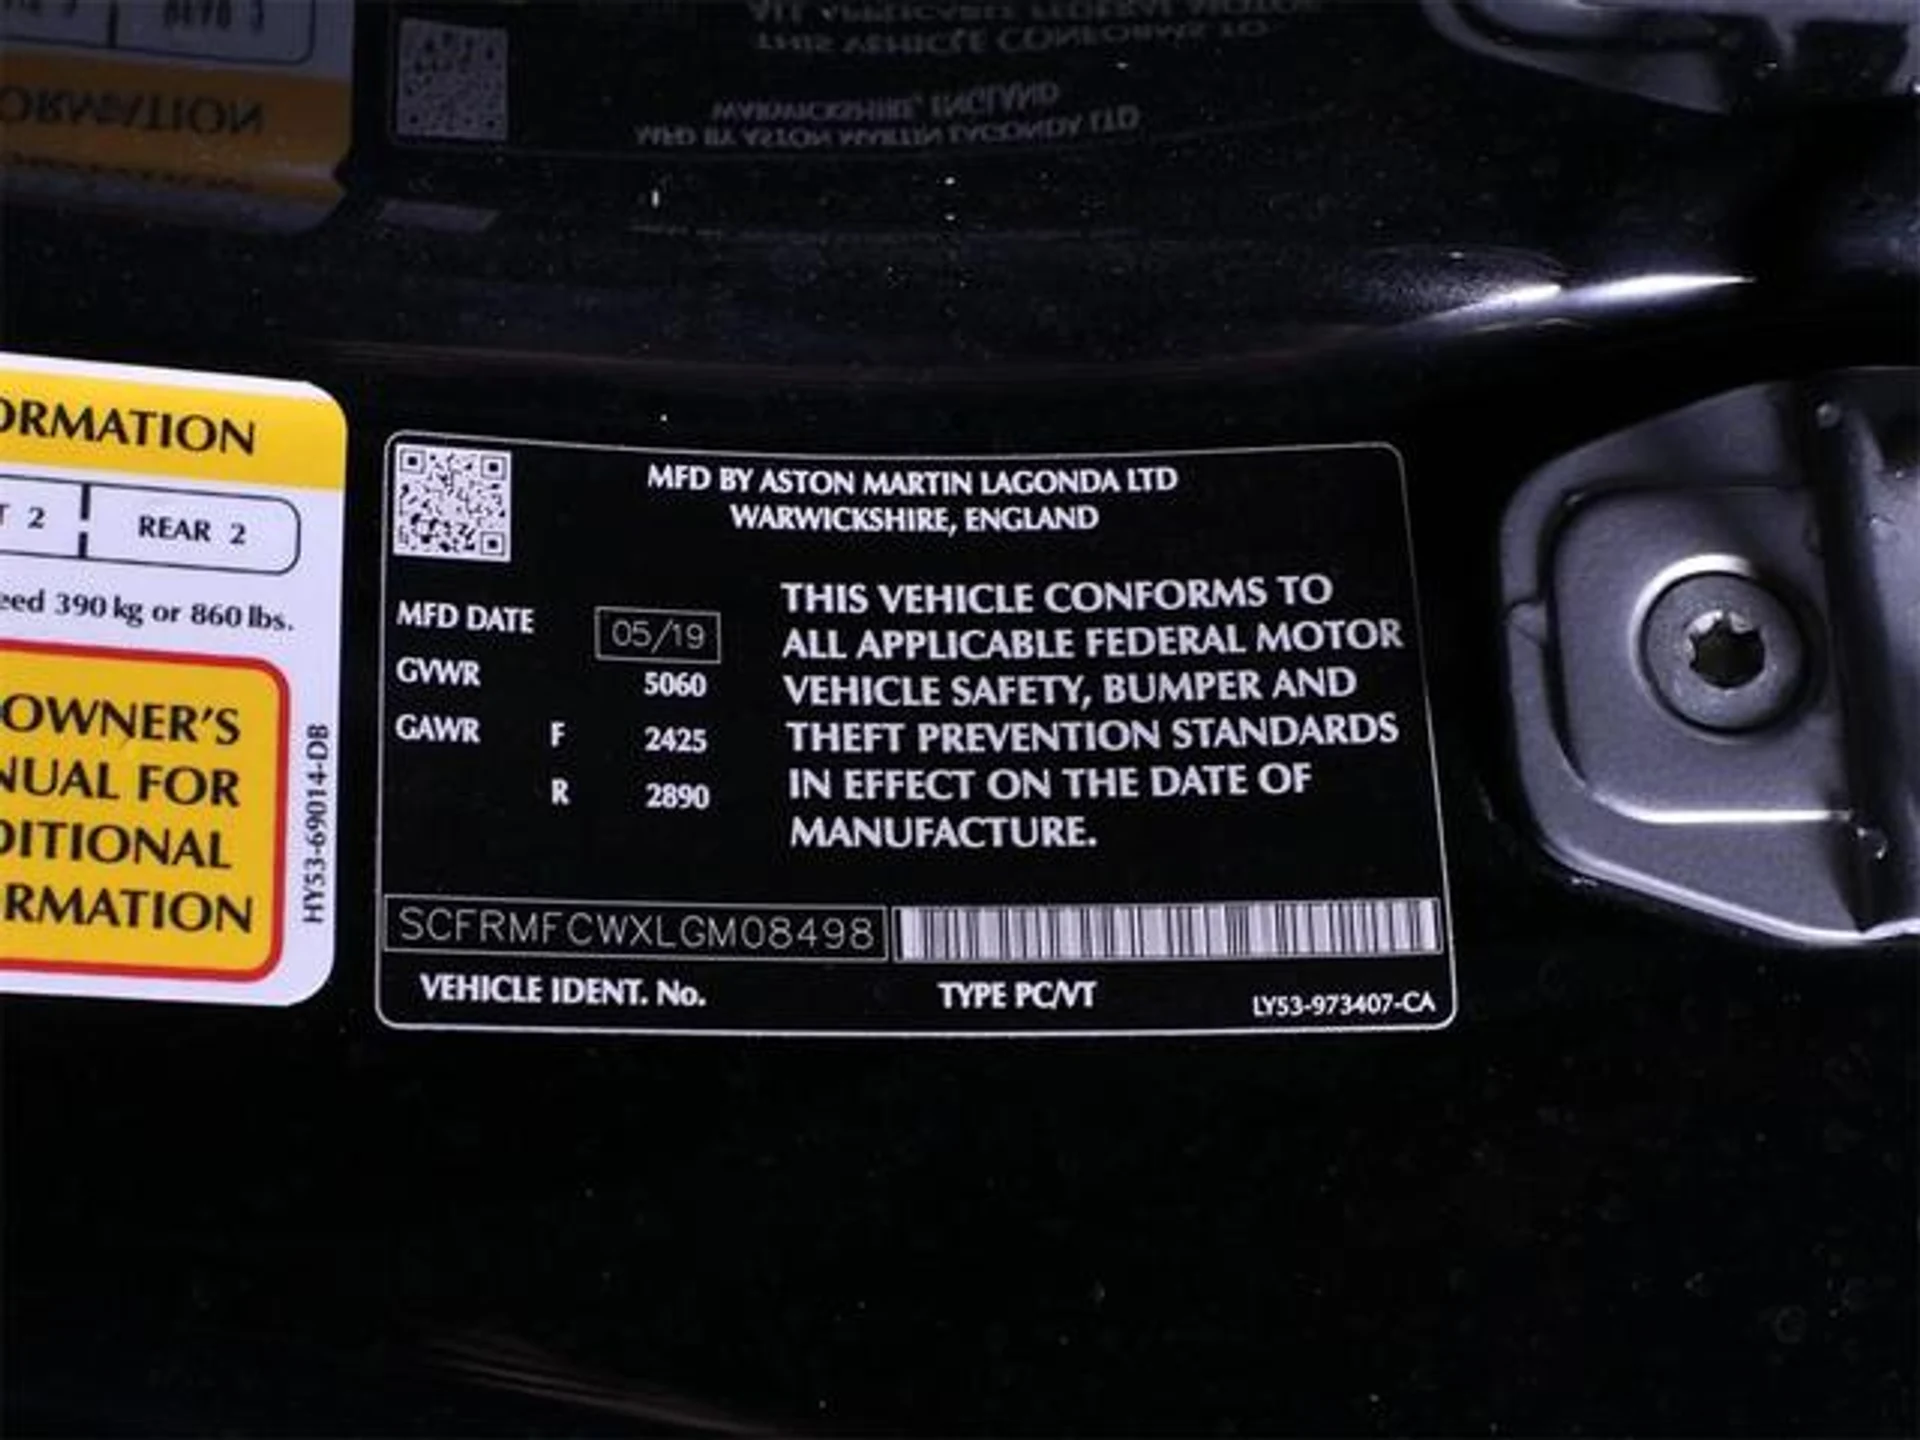 ORMATION
T 2
REAR 2
eed 390 kg or 860 lbs.
OWNER'S
NUAL FOR
DITIONAL
RMATION
HY53-69014-DB
MFD BY ASTON MARTIN LAGONDA LTD
WARWICKSHIRE, ENGLAND
MFD DATE 05/19
GVWR 5060
GAWR F 2425
R 2890
THIS VEHICLE CONFORMS TO
ALL APPLICABLE FEDERAL MOTOR
VEHICLE SAFETY, BUMPER AND
THEFT PREVENTION STANDARDS
IN EFFECT ON THE DATE OF
MANUFACTURE.
SCFRMFCWXLGM08498
VEHICLE IDENT. No.
TYPE PC/VT
LY53-973407-CA